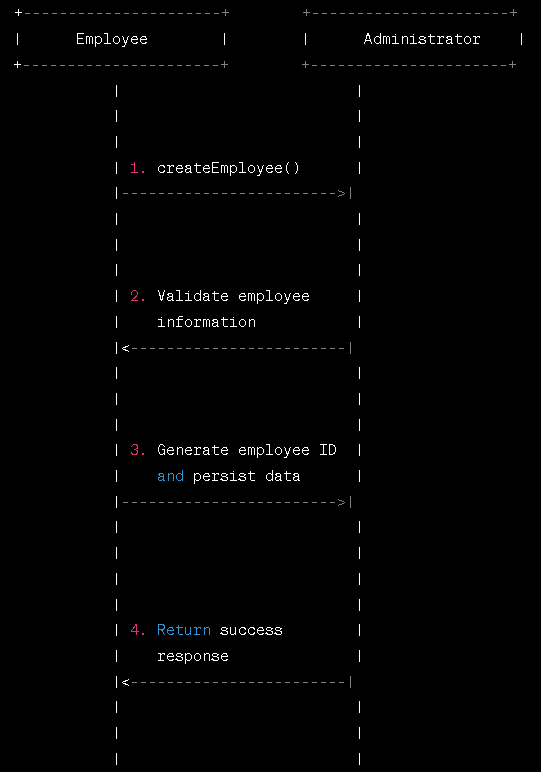 Employee
Administrator
1. createEmployee()
2. Validate employee
information
3. Generate employee ID
and persist data
4. Return success
response